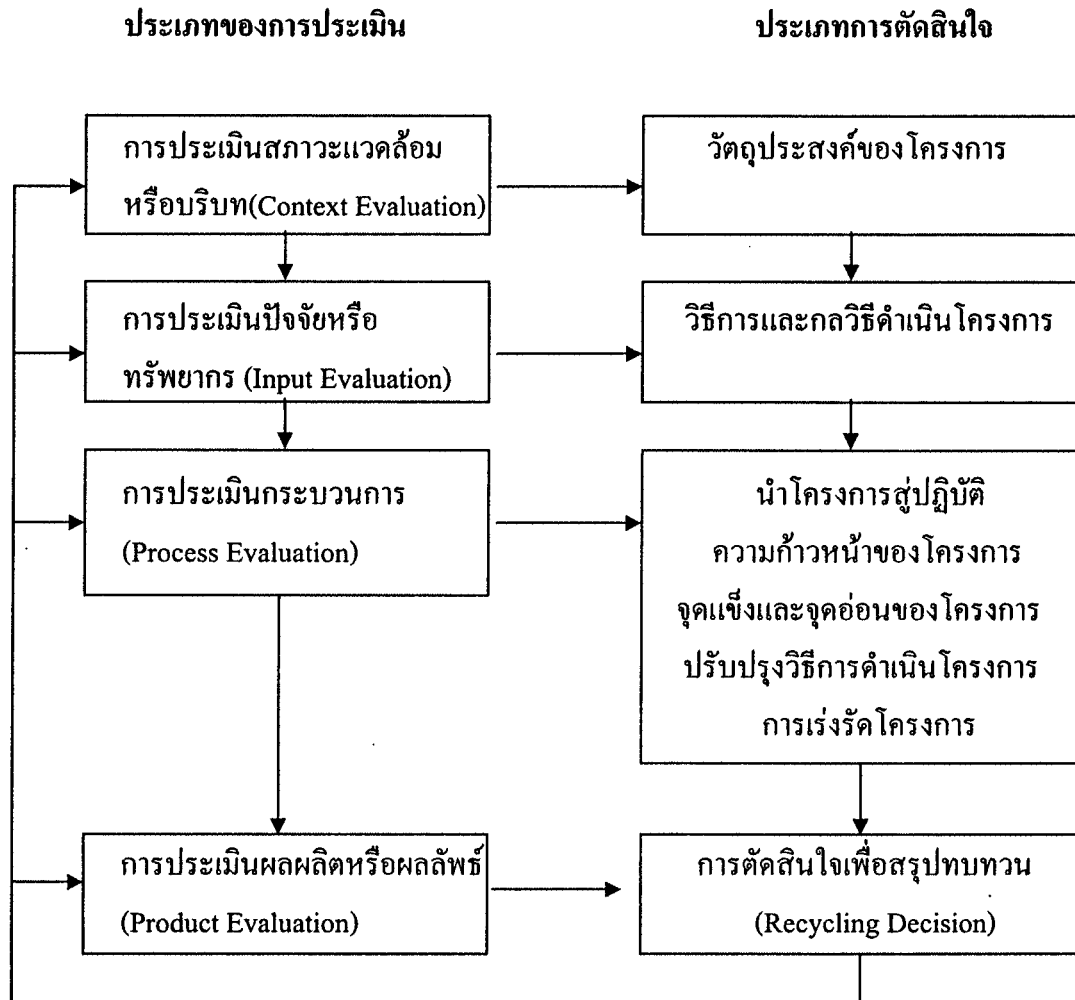 ประเภทของการประเมิน
ประเภทการตัดสินใจ
การประเมินสภาวะแวดล้อม
หรือบริบท(Context Evaluation)
วัตถุประสงค์ของโครงการ
การประเมินปัจจัยหรือ
ทรัพยากร (Input Evaluation)
วิธีการและกลวิธีดำเนินโครงการ
การประเมินกระบวนการ
(Process Evaluation)
นำโครงการสู่ปฏิบัติ
ความก้าวหน้าของโครงการ
จุดแข็งและจุดอ่อนของโครงการ
ปรับปรุงวิธีการดำเนินโครงการ
การเร่งรัดโครงการ
การประเมินผลผลิตหรือผลลัพธ์
(Product Evaluation)
การตัดสินใจเพื่อสรุปทบทวน
(Recycling Decision)